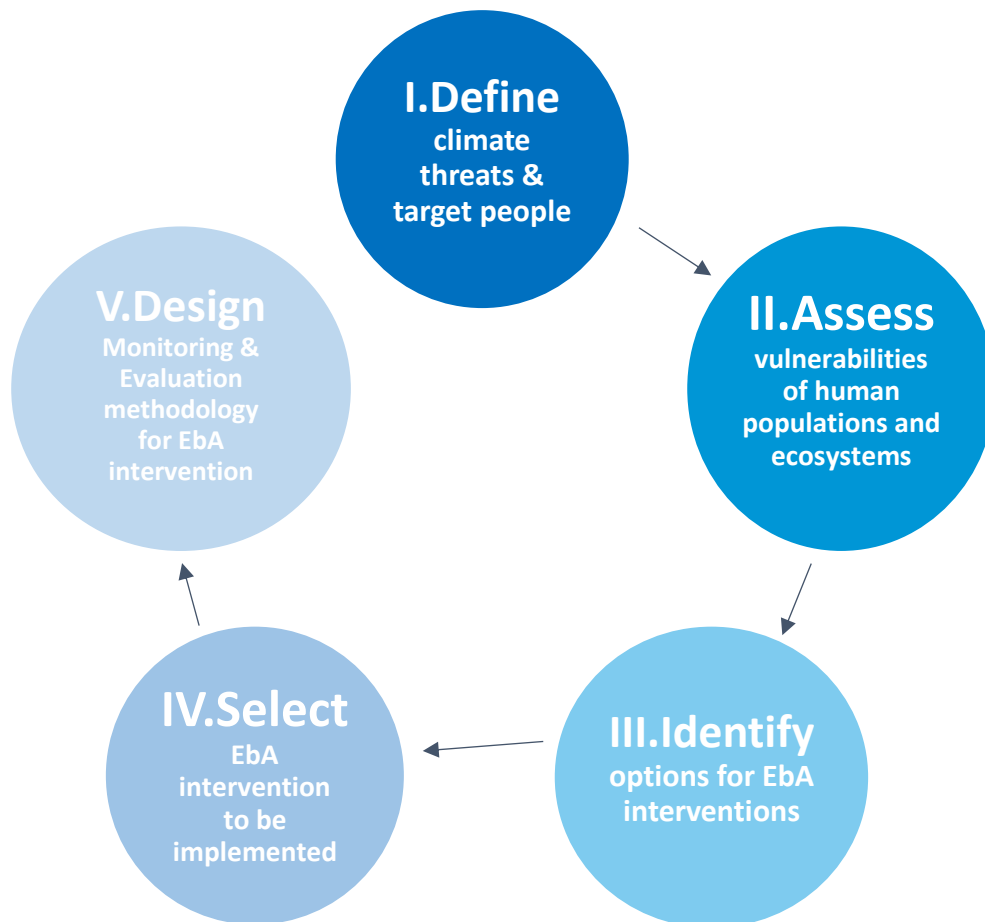 I.Define
climate
threats &
target people
II.Assess
vulnerabilities
of human
populations and
ecosystems
III.Identify
options for EbA
interventions
IV.Select
EbA
intervention
to be
implemented
V.Design
Monitoring &
Evaluation
methodology
for EbA
intervention